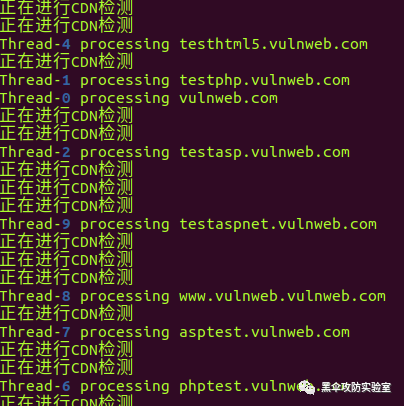 正在进行CDN检测
正在进行CDN检测
Thread-4 processing testhtml5.vulnweb.com
正在进行CDN检测
Thread-1 processing testphp.vulnweb.com
Thread-0 processing vulnweb.com
正在进行CDN检测
正在进行CDN检测
Thread-2 processing testasp.vulnweb.com
正在进行CDN检测
正在进行CDN检测
正在进行CDN检测
Thread-9 processing testaspnet.vulnweb.com
正在进行CDN检测
正在进行CDN检测
正在进行CDN检测
Thread-8 processing www.vulnweb.vulnweb.com
正在进行CDN检测
Thread-7 processing asptest.vulnweb.com
正在进行CDN检测
正在进行CDN检测
Thread-6 processing phptest.vulnweb.com
黑伞攻防实验室
正在进行CDN检测